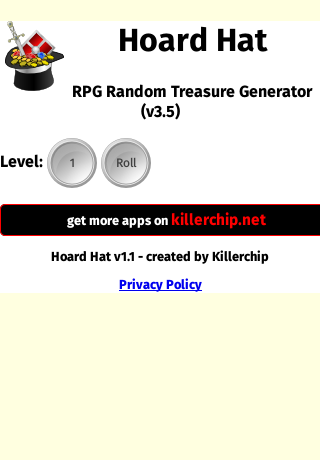 Hoard Hat
RPG Random Treasure Generator
(v3.5)
Level: 1 Roll
get more apps on killerchip.net
Hoard Hat v1.1 - created by Killerchip
Privacy Policy